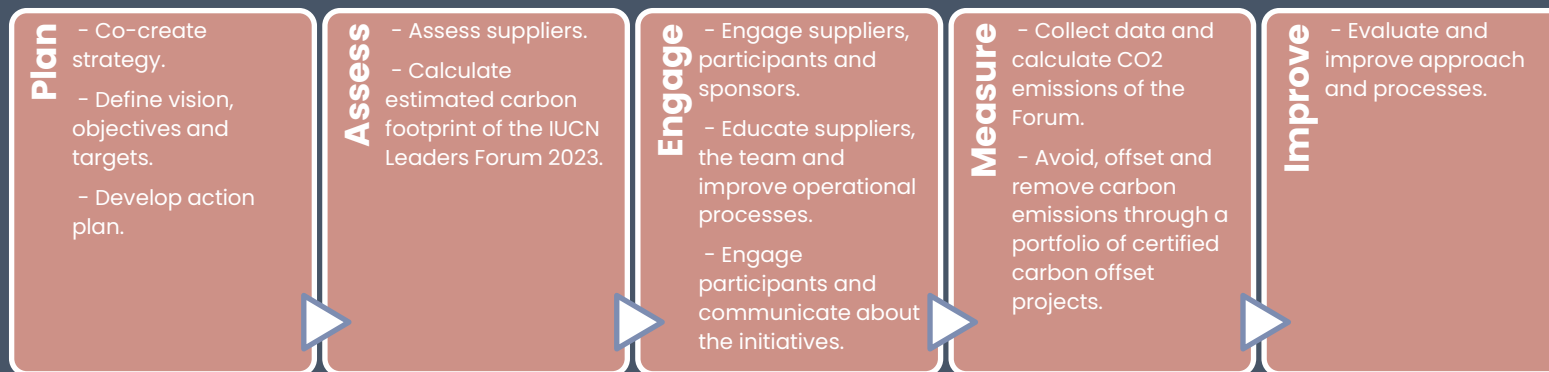 Plan
- Co-create
strategy.
- Define vision,
objectives and
targets.
- Develop action
plan.
Assess
- Assess suppliers.
- Calculate
estimated carbon
footprint of the IUCN
Leaders Forum 2023.
Engage
- Engage suppliers,
participants and
sponsors.
- Educate suppliers,
the team and
improve operational
processes.
- Engage
participants and
communicate about
the initiatives.
Measure
- Collect data and
calculate CO2
emissions of the
Forum.
- Avoid, offset and
remove carbon
emissions through a
portfolio of certified
carbon offset
projects.
Improve
- Evaluate and
improve approach
and processes.